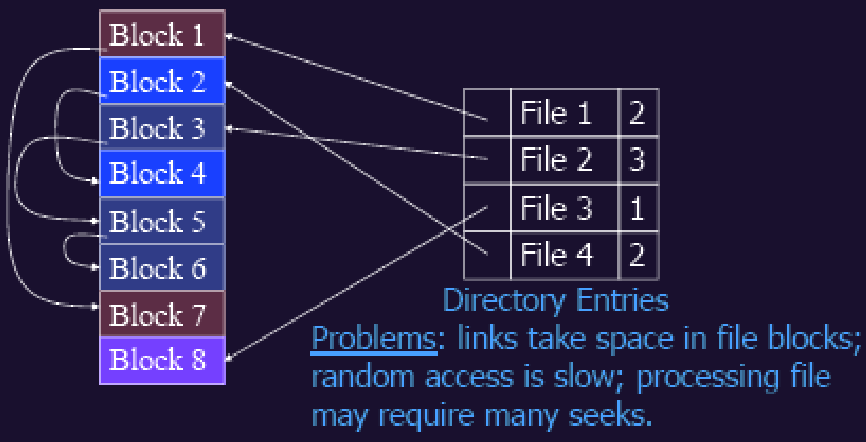 Block 1
Block 2
Block 3
Block 4
Block 5
Block 6
Block 7
Block 8
File 1 2
File 2 3
File 3 1
File 4 2
Directory Entries
Problems: links take space in file blocks;
random access is slow; processing file
may require many seeks.